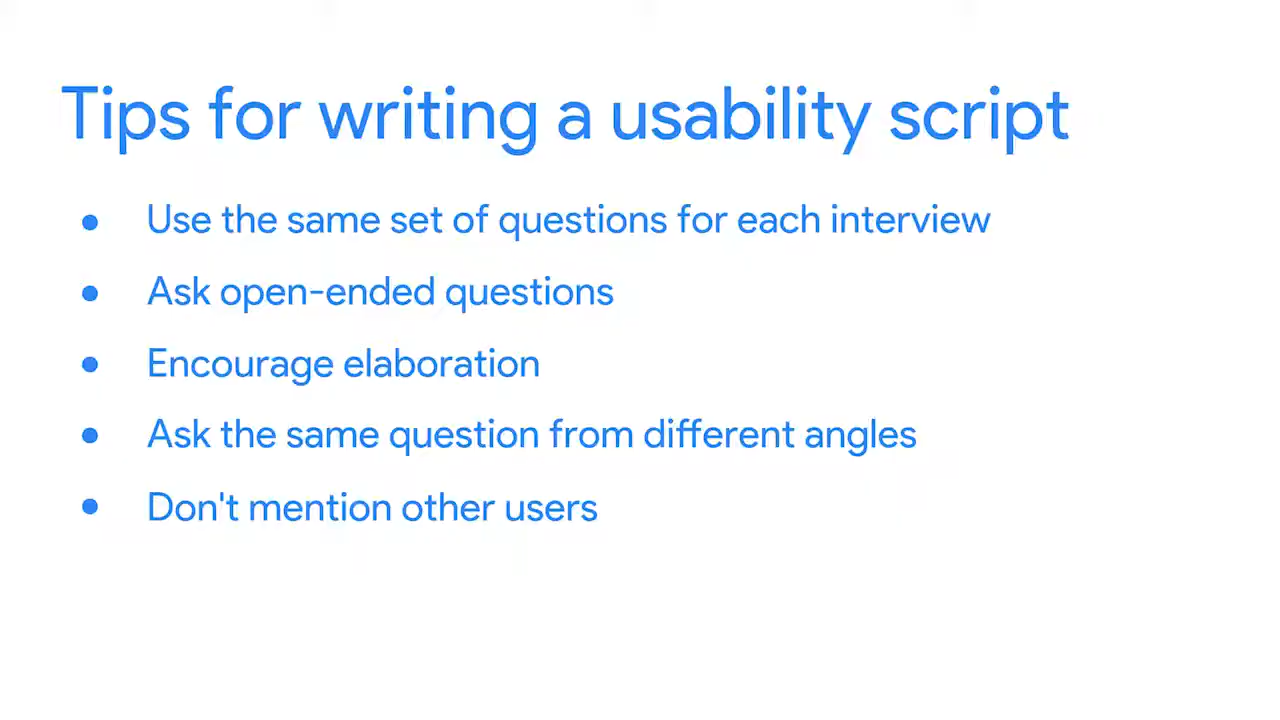 Tips for writing a usability script
● Use the same set of questions for each interview
● Ask open-ended questions
● Encourage elaboration
● Ask the same question from different angles
● Don't mention other users